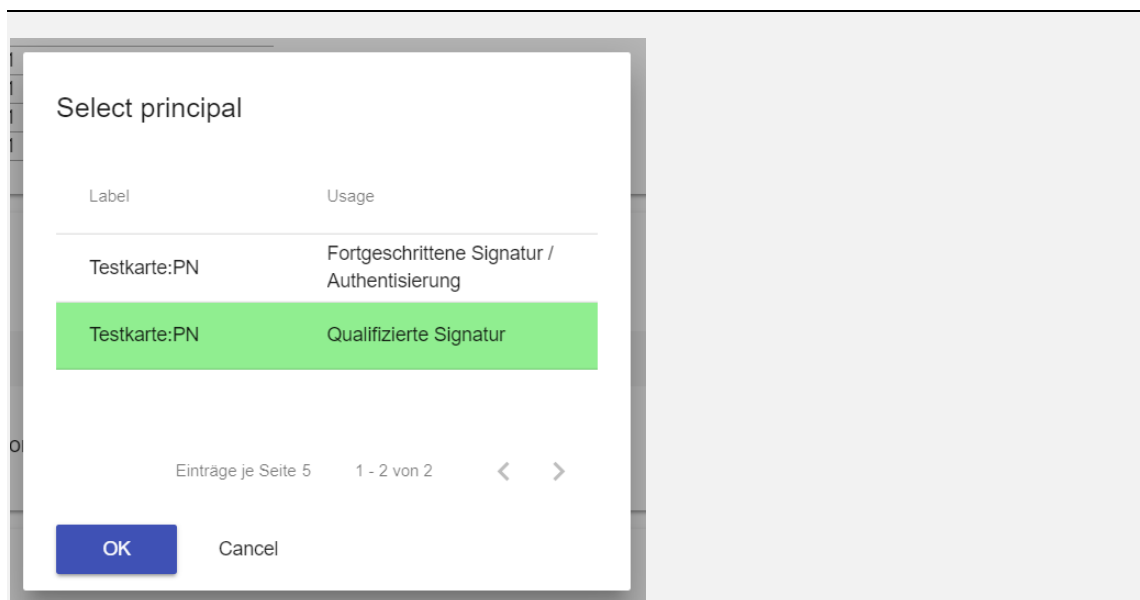 Select principal
Label Usage
Testkarte:PN Fortgeschrittene Signatur /
Authentisierung
Testkarte:PN Qualifizierte Signatur
Einträge je Seite 5 1 - 2 von 2
OK Cancel